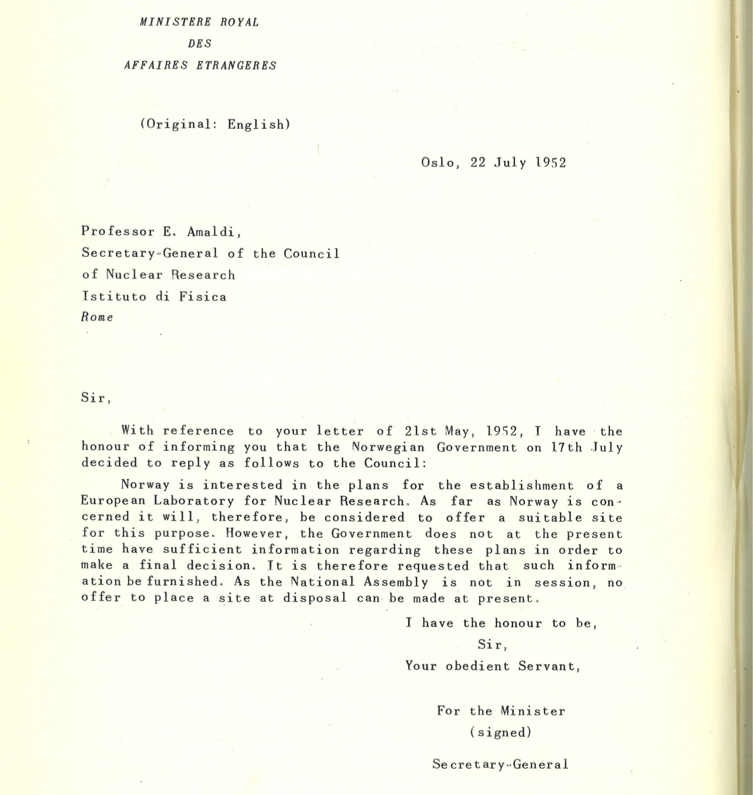 MINISTERE ROYAL
DES
AFFAIRES ETRANGERES
(Original: English)
Oslo, 22 July 1952
Professor E. Amaldi,
Secretary-General of the Council
of Nuclear Research
Istituto di Fisica
Rome
Sir,
With reference to your letter of 21st May, 1952, I have the
honour of informing you that the Norwegian Government on 17th July
decided to reply as follows to the Council:
Norway is interested in the plans for the establishment of a
European Laboratory for Nuclear Research. As far as Norway is con-
cerned it will, therefore, be considered to offer a suitable site
for this purpose. However, the Government does not at the present
time have sufficient information regarding these plans in order to
make a final decision. It is therefore requested that such inform-
ation be furnished. As the National Assembly is not in session, no
offer to place a site at disposal can be made at present.
I have the honour to be,
Sir,
Your obedient Servant,
For the Minister
(signed)
Secretary-General